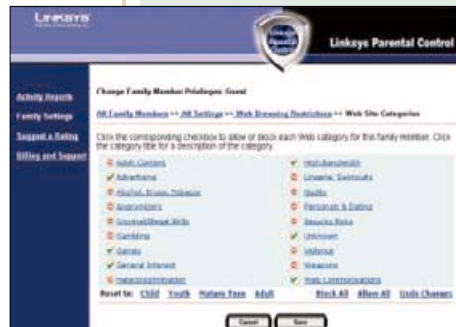 LINKSYS
Linksys Parental Control
Activity Reports
Family Settings
Suggest a Rating
Billing and Support
Change Family Member Privileges: Guest
All Family Members >> All Settings >> Web Browsing Restrictions >> Web Site Categories
Click the corresponding checkbox to allow or block each Web category for this family member. Click
the category title for a description of the category.
Adult Content
High Bandwidth
Advertising
Lingerie, Swimsuits
Alcohol, Drugs, Tobacco
Nudity
Anonymizers
Personals & Dating
Criminal/Illegal Skills
Security Risks
Gambling
Unknown
Games
Violence
General Interest
Weapons
Hate/Discrimination
Web Communications
Reset to: Child Youth Mature Teen Adult Block All Allow All Undo Changes
Cancel Save